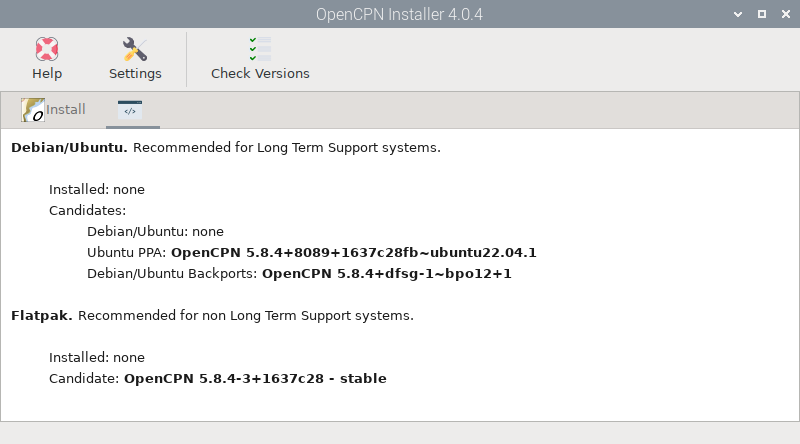 OpenCPN Installer 4.0.4
Help Settings Check Versions
Install </>
Debian/Ubuntu. Recommended for Long Term Support systems.
Installed: none
Candidates:
Debian/Ubuntu: none
Ubuntu PPA: OpenCPN 5.8.4+8089+1637c28fb~ubuntu22.04.1
Debian/Ubuntu Backports: OpenCPN 5.8.4+dfsg-1~bpo12+1
Flatpak. Recommended for non Long Term Support systems.
Installed: none
Candidate: OpenCPN 5.8.4-3+1637c28 - stable